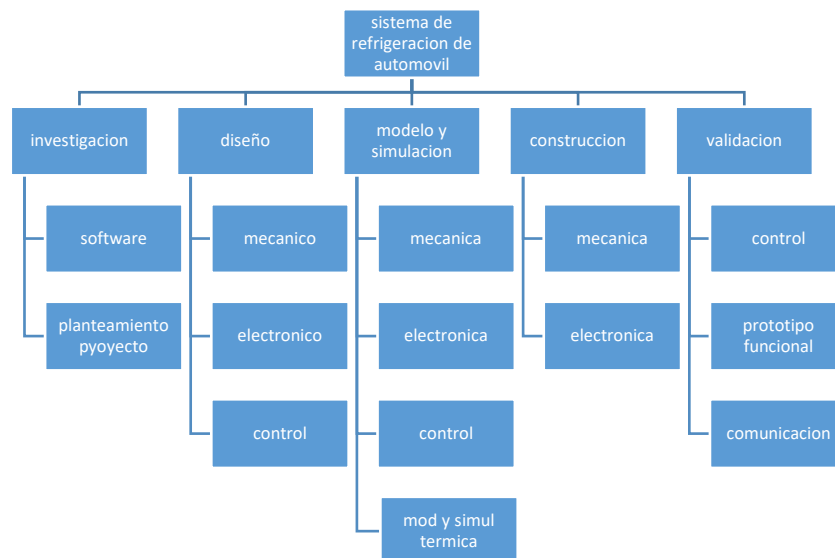 sistema de
refrigeracion de
automovil
investigacion
diseño
modelo y
simulacion
construccion
validacion
software
mecanico
mecanica
mecanica
control
planteamiento
pyoyecto
electrónico
electronica
electronica
prototipo
funcional
control
control
comunicacion
mod y simul
termica